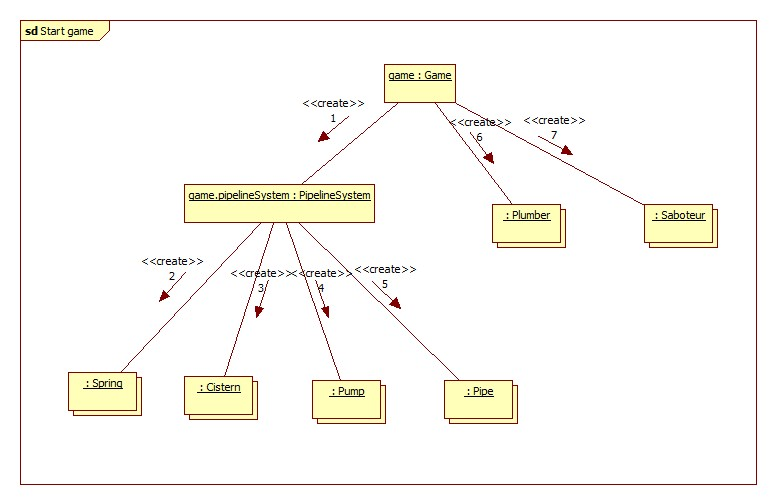 sd Start game
game : Game
<<create>>
1
<<create>>
6
<<create>>
7
game.pipelineSystem : PipelineSystem
: Plumber
: Saboteur
<<create>>
2
<<create>>
3
<<create>>
4
<<create>>
5
: Spring
: Cistern
: Pump
: Pipe